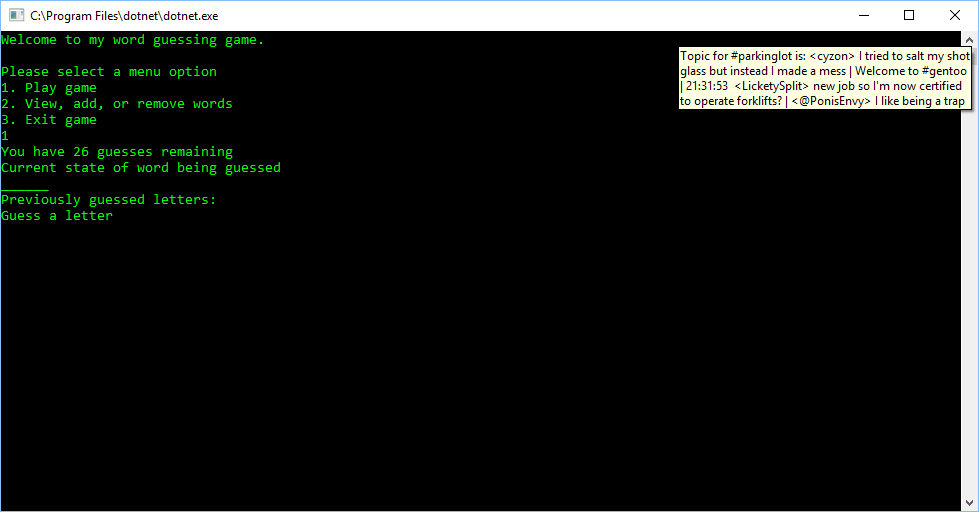 C:\Program Files\dotnet\dotnet.exe
Welcome to my word guessing game.
Please select a menu option
1. Play game
2. View, add, or remove words
3. Exit game
1
You have 26 guesses remaining
Current state of word being guessed
______
Previously guessed letters:
Guess a letter
Topic for #parkinglot is: <cyzon> I tried to salt my shot
glass but instead I made a mess | Welcome to #gentoo
| 21:31:53  <LicketySplit> new job so I'm now certified
to operate forklifts? | <@PonisEnvy> I like being a trap